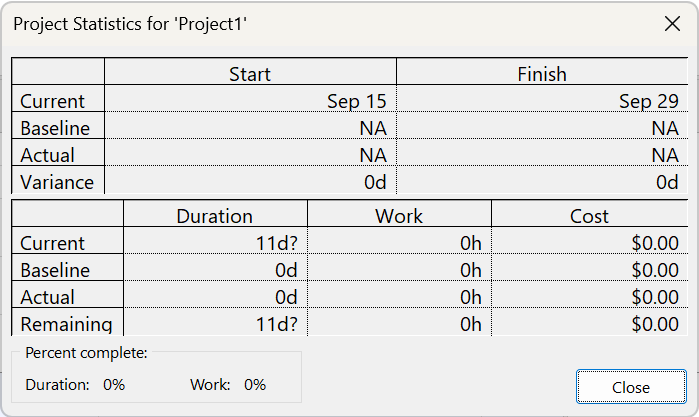 Project Statistics for 'Project1'
Start Finish
Current Sep 15 Sep 29
Baseline NA NA
Actual NA NA
Variance 0d 0d
Duration Work Cost
Current 11d? 0h $0.00
Baseline 0d 0h $0.00
Actual 0d 0h $0.00
Remaining 11d? 0h $0.00
Percent complete:
Duration: 0% Work: 0%
Close